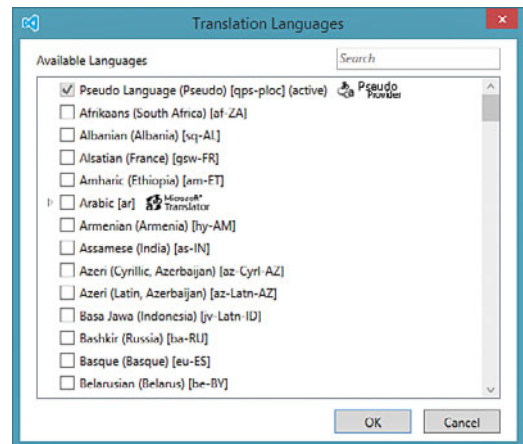 Translation Languages
Available Languages
Search
Pseudo Language (Pseudo) [qps-ploc] (active) Pseudo Provider
Afrikaans (South Africa) [af-ZA]
Albanian (Albania) [sq-AL]
Alsatian (France) [gsw-FR]
Amharic (Ethiopia) [am-ET]
Arabic [ar] Microsoft® Translator
Armenian (Armenia) [hy-AM]
Assamese (India) [as-IN]
Azeri (Cyrillic, Azerbaijan) [az-Cyrl-AZ]
Azeri (Latin, Azerbaijan) [az-Latn-AZ]
Basa Jawa (Indonesia) [jv-Latn-ID]
Bashkir (Russia) [ba-RU]
Basque (Basque) [eu-ES]
Belarusian (Belarus) [be-BY]
OK
Cancel